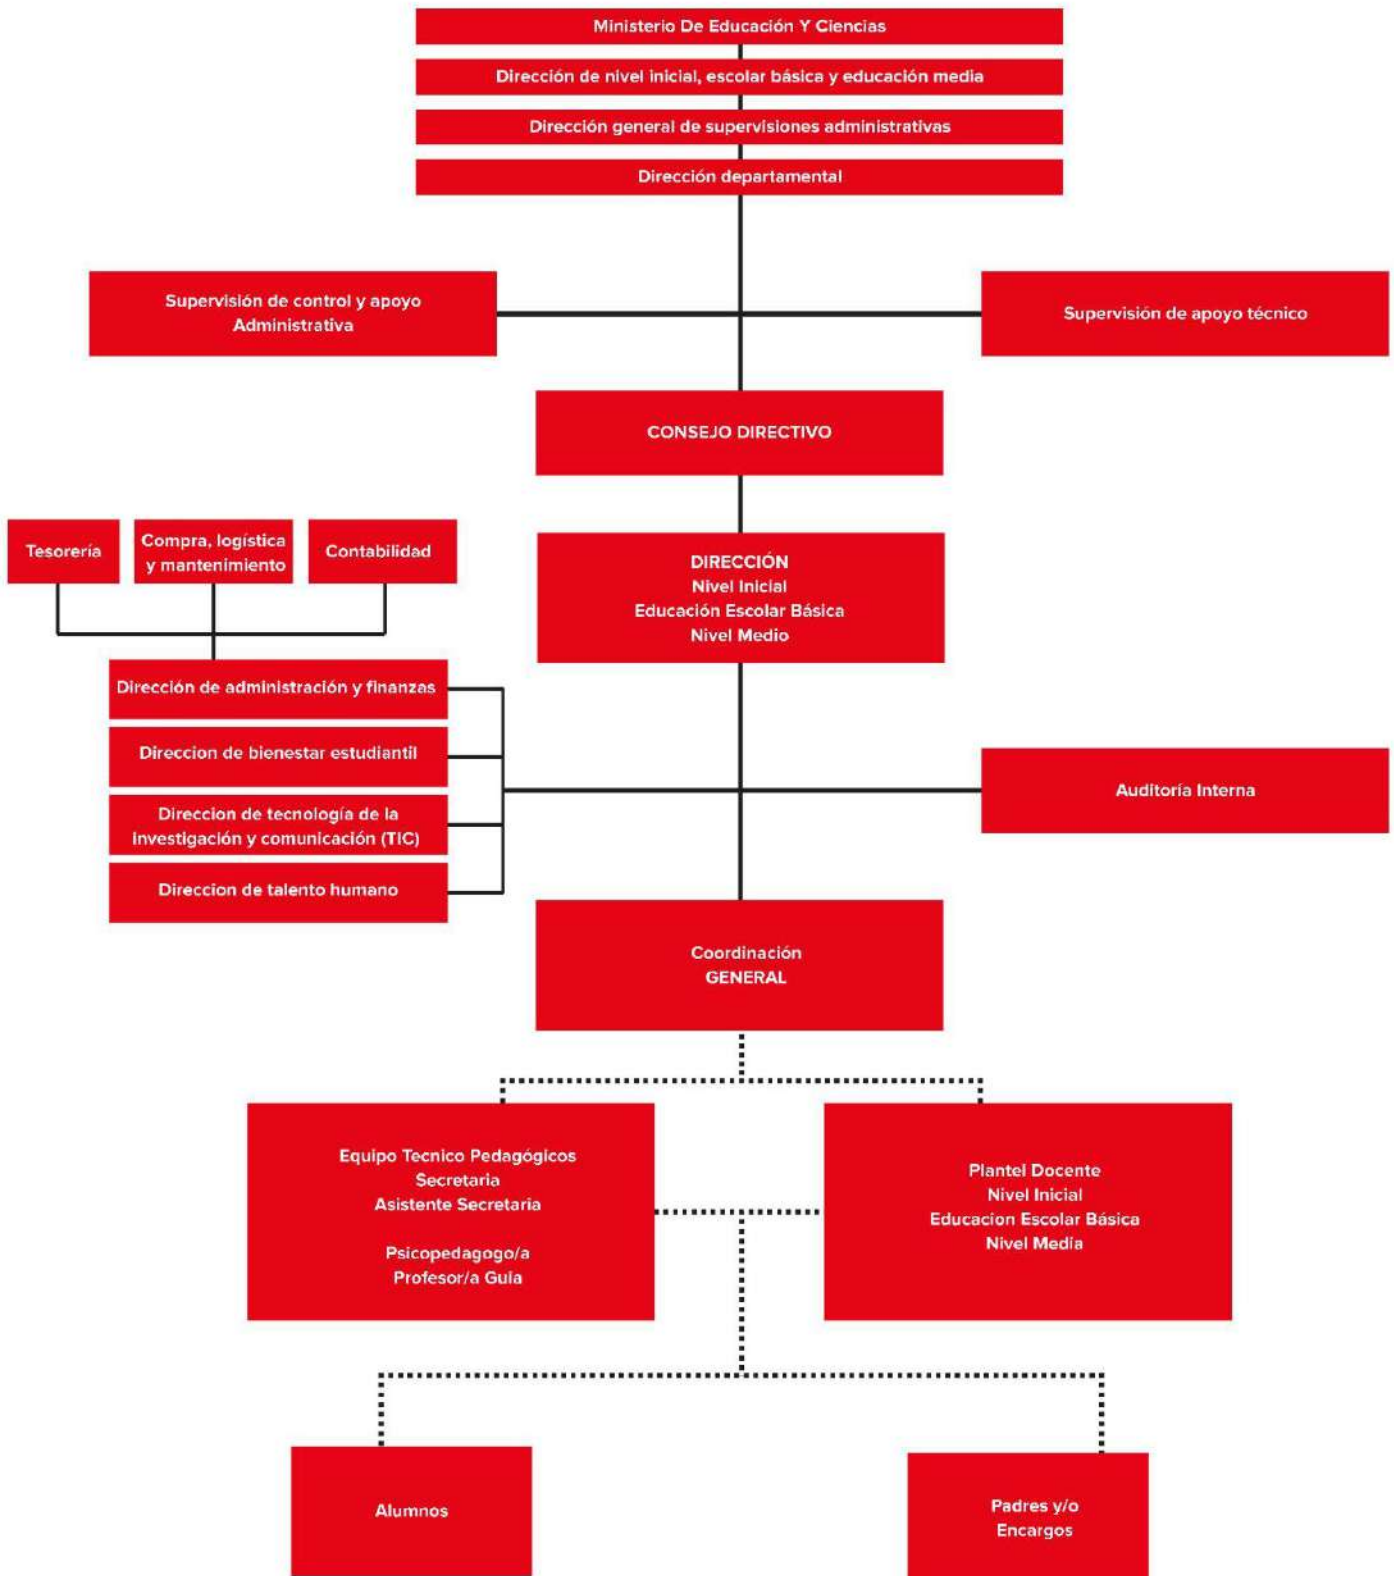 Ministerio De Educación Y Ciencias
Dirección de nivel inicial, escolar básica y educación media
Dirección general de supervisiones administrativas
Dirección departamental
Supervisión de control y apoyo
Administrativa
Supervisión de apoyo técnico
CONSEJO DIRECTIVO
Tesorería
Compra, logística
y mantenimiento
Contabilidad
DIRECCIÓN
Nivel Inicial
Educación Escolar Básica
Nivel Medio
Dirección de administración y finanzas
Direccion de bienestar estudiantil
Direccion de tecnología de la
investigación y comunicación (TIC)
Direccion de talento humano
Auditoría Interna
Coordinación
GENERAL
Equipo Tecnico Pedagógicos
Secretaria
Asistente Secretaria
Psicopedagogo/a
Profesor/a Guia
Plantel Docente
Nivel Inicial
Educacion Escolar Básica
Nivel Media
Alumnos
Padres y/o
Encargos